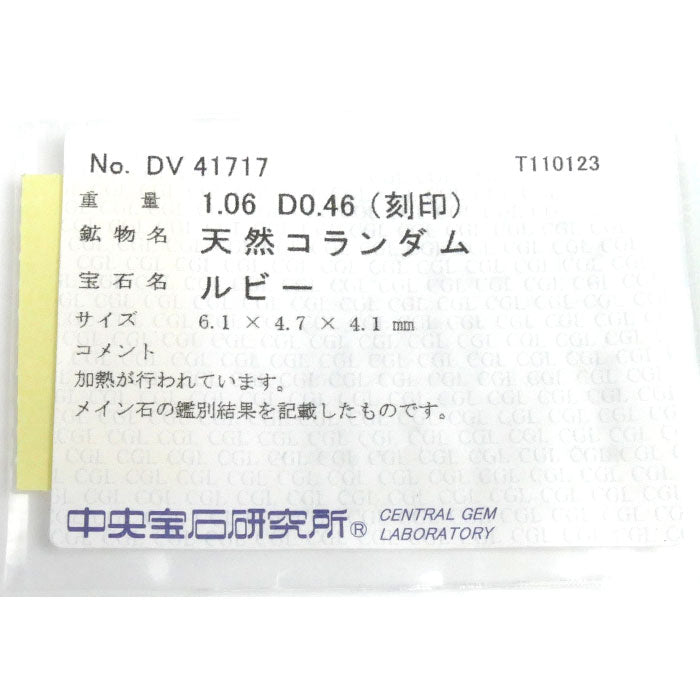 No. DV 41717 T110123
重量 1.06 D0.46 (刻印)
鉱物名 天然コランダム
宝石名 ルビー
サイズ 6.1 × 4.7 × 4.1 mm
コメント
加熱が行われています。
メイン石の鑑別結果を記載したものです。
中央宝石研究所® CENTRAL GEM
LABORATORY